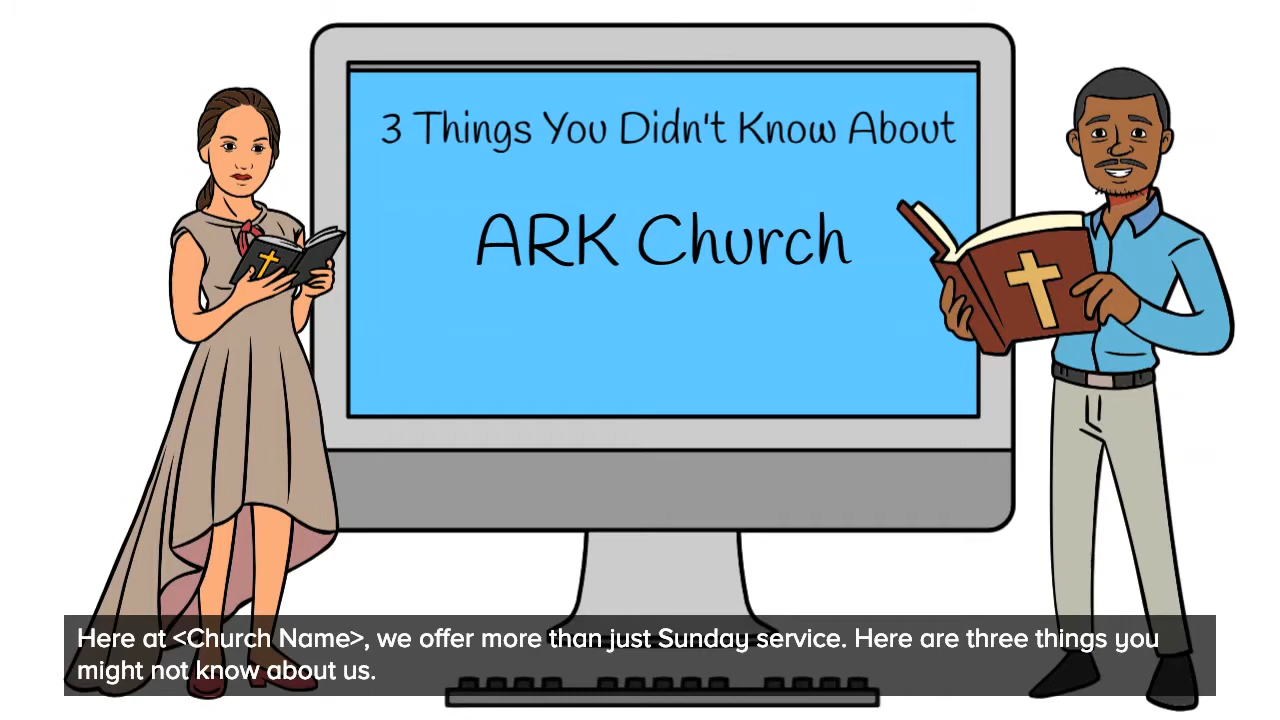 3 Things You Didn't Know About
ARK Church
Here at <Church Name>, we offer more than just Sunday service. Here are three things you
might not know about us.